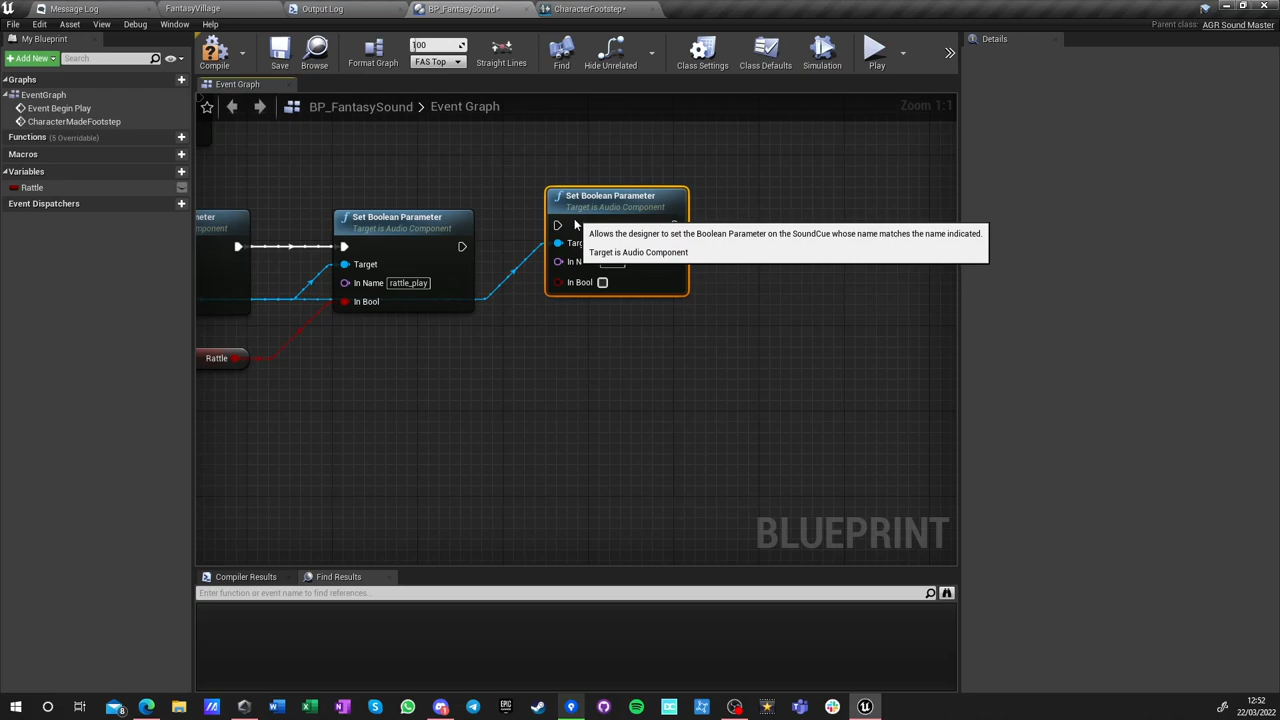 Message Log
FantasyVillage
Output Log
BP_FantasySound*
CharacterFootstep*
File Edit Asset View Debug Window Help
Parent class: AGR Sound Master
My Blueprint
Details
Add New
Search
Compile
Save
Browse
100
FAS Top
Format Graph
Straight Lines
Find
Hide Unrelated
Class Settings
Class Defaults
Simulation
Play
Graphs
EventGraph
Event Begin Play
CharacterMadeFootstep
Functions (5 Overridable)
Macros
Variables
Rattle
Event Dispatchers
Event Graph
BP_FantasySound
Event Graph
Zoom 1:1
Set Boolean Parameter
Target is Audio Component
Target
In Name rattle_play
In Bool
Rattle
Set Boolean Parameter
Target is Audio Component
In Bool
Allows the designer to set the Boolean Parameter on the SoundCue whose name matches the name indicated.
Target is Audio Component
BLUEPRINT
Compiler Results
Find Results
Enter function or event name to find references...
12:52
22/03/2022